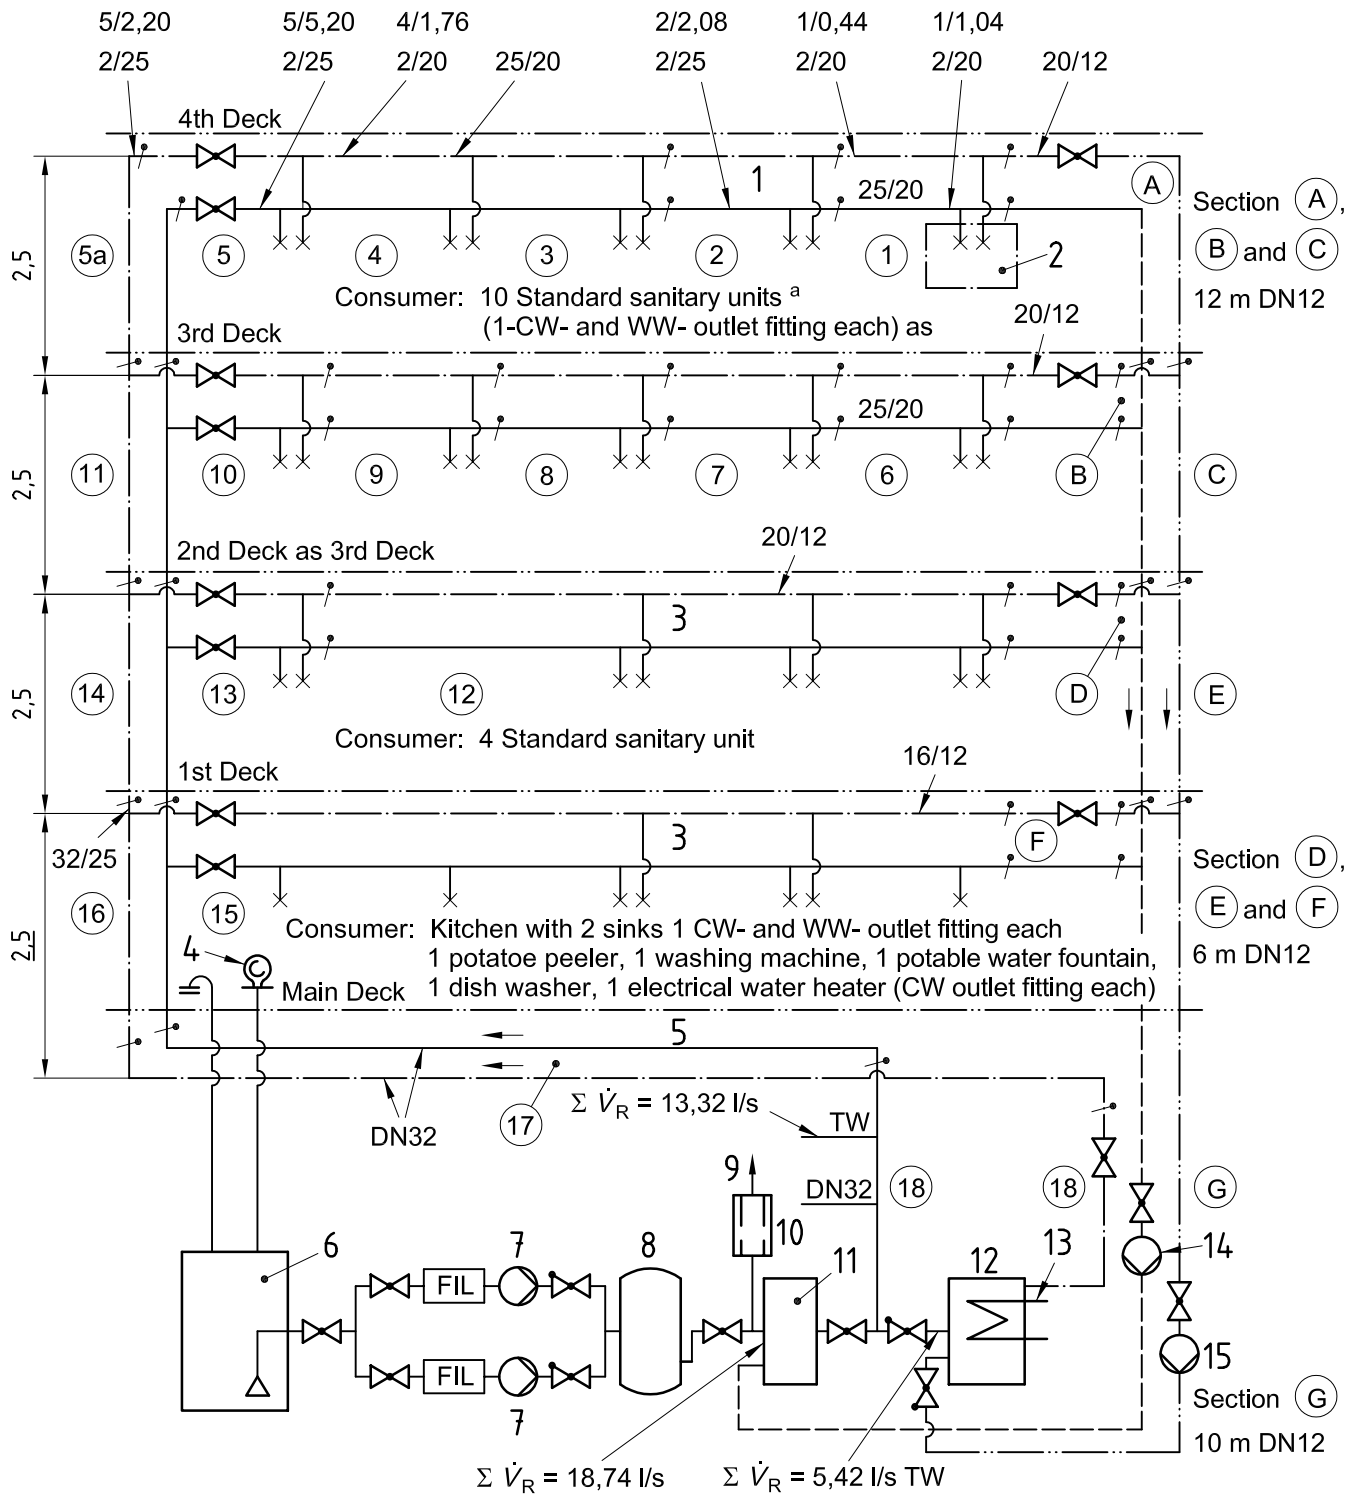 5/2,20 5/5,20 4/1,76 2/2,08 1/0,44 1/1,04
2/25 2/25 2/20 25/20 2/25 2/20 2/20 20/12
4th Deck
1
A
25/20
Section A,
5a 5 4 3 2 1 2
B and C
2,5
Consumer: 10 Standard sanitary units a
12 m DN12
(1-CW- and WW- outlet fitting each) as
20/12
3rd Deck
25/20
2,5
11 10 9 8 7 6 B C
2nd Deck as 3rd Deck
20/12
3
2,5
14 13 12 D E
Consumer: 4 Standard sanitary unit
1st Deck
16/12
3
F
32/25
Section D,
16 15
E and F
2,5
Consumer: Kitchen with 2 sinks 1 CW- and WW- outlet fitting each
4
1 potatoe peeler, 1 washing machine, 1 potable water fountain,
6 m DN12
Main Deck
1 dish washer, 1 electrical water heater (CW outlet fitting each)
5
Σ V̇R = 13,32 l/s
17
DN32
TW
9
DN32
18 18 G
10
6 7 8 11 12 13 14
FIL
15
FIL
7
Section G
10 m DN12
Σ V̇R = 18,74 l/s Σ V̇R = 5,42 l/s TW